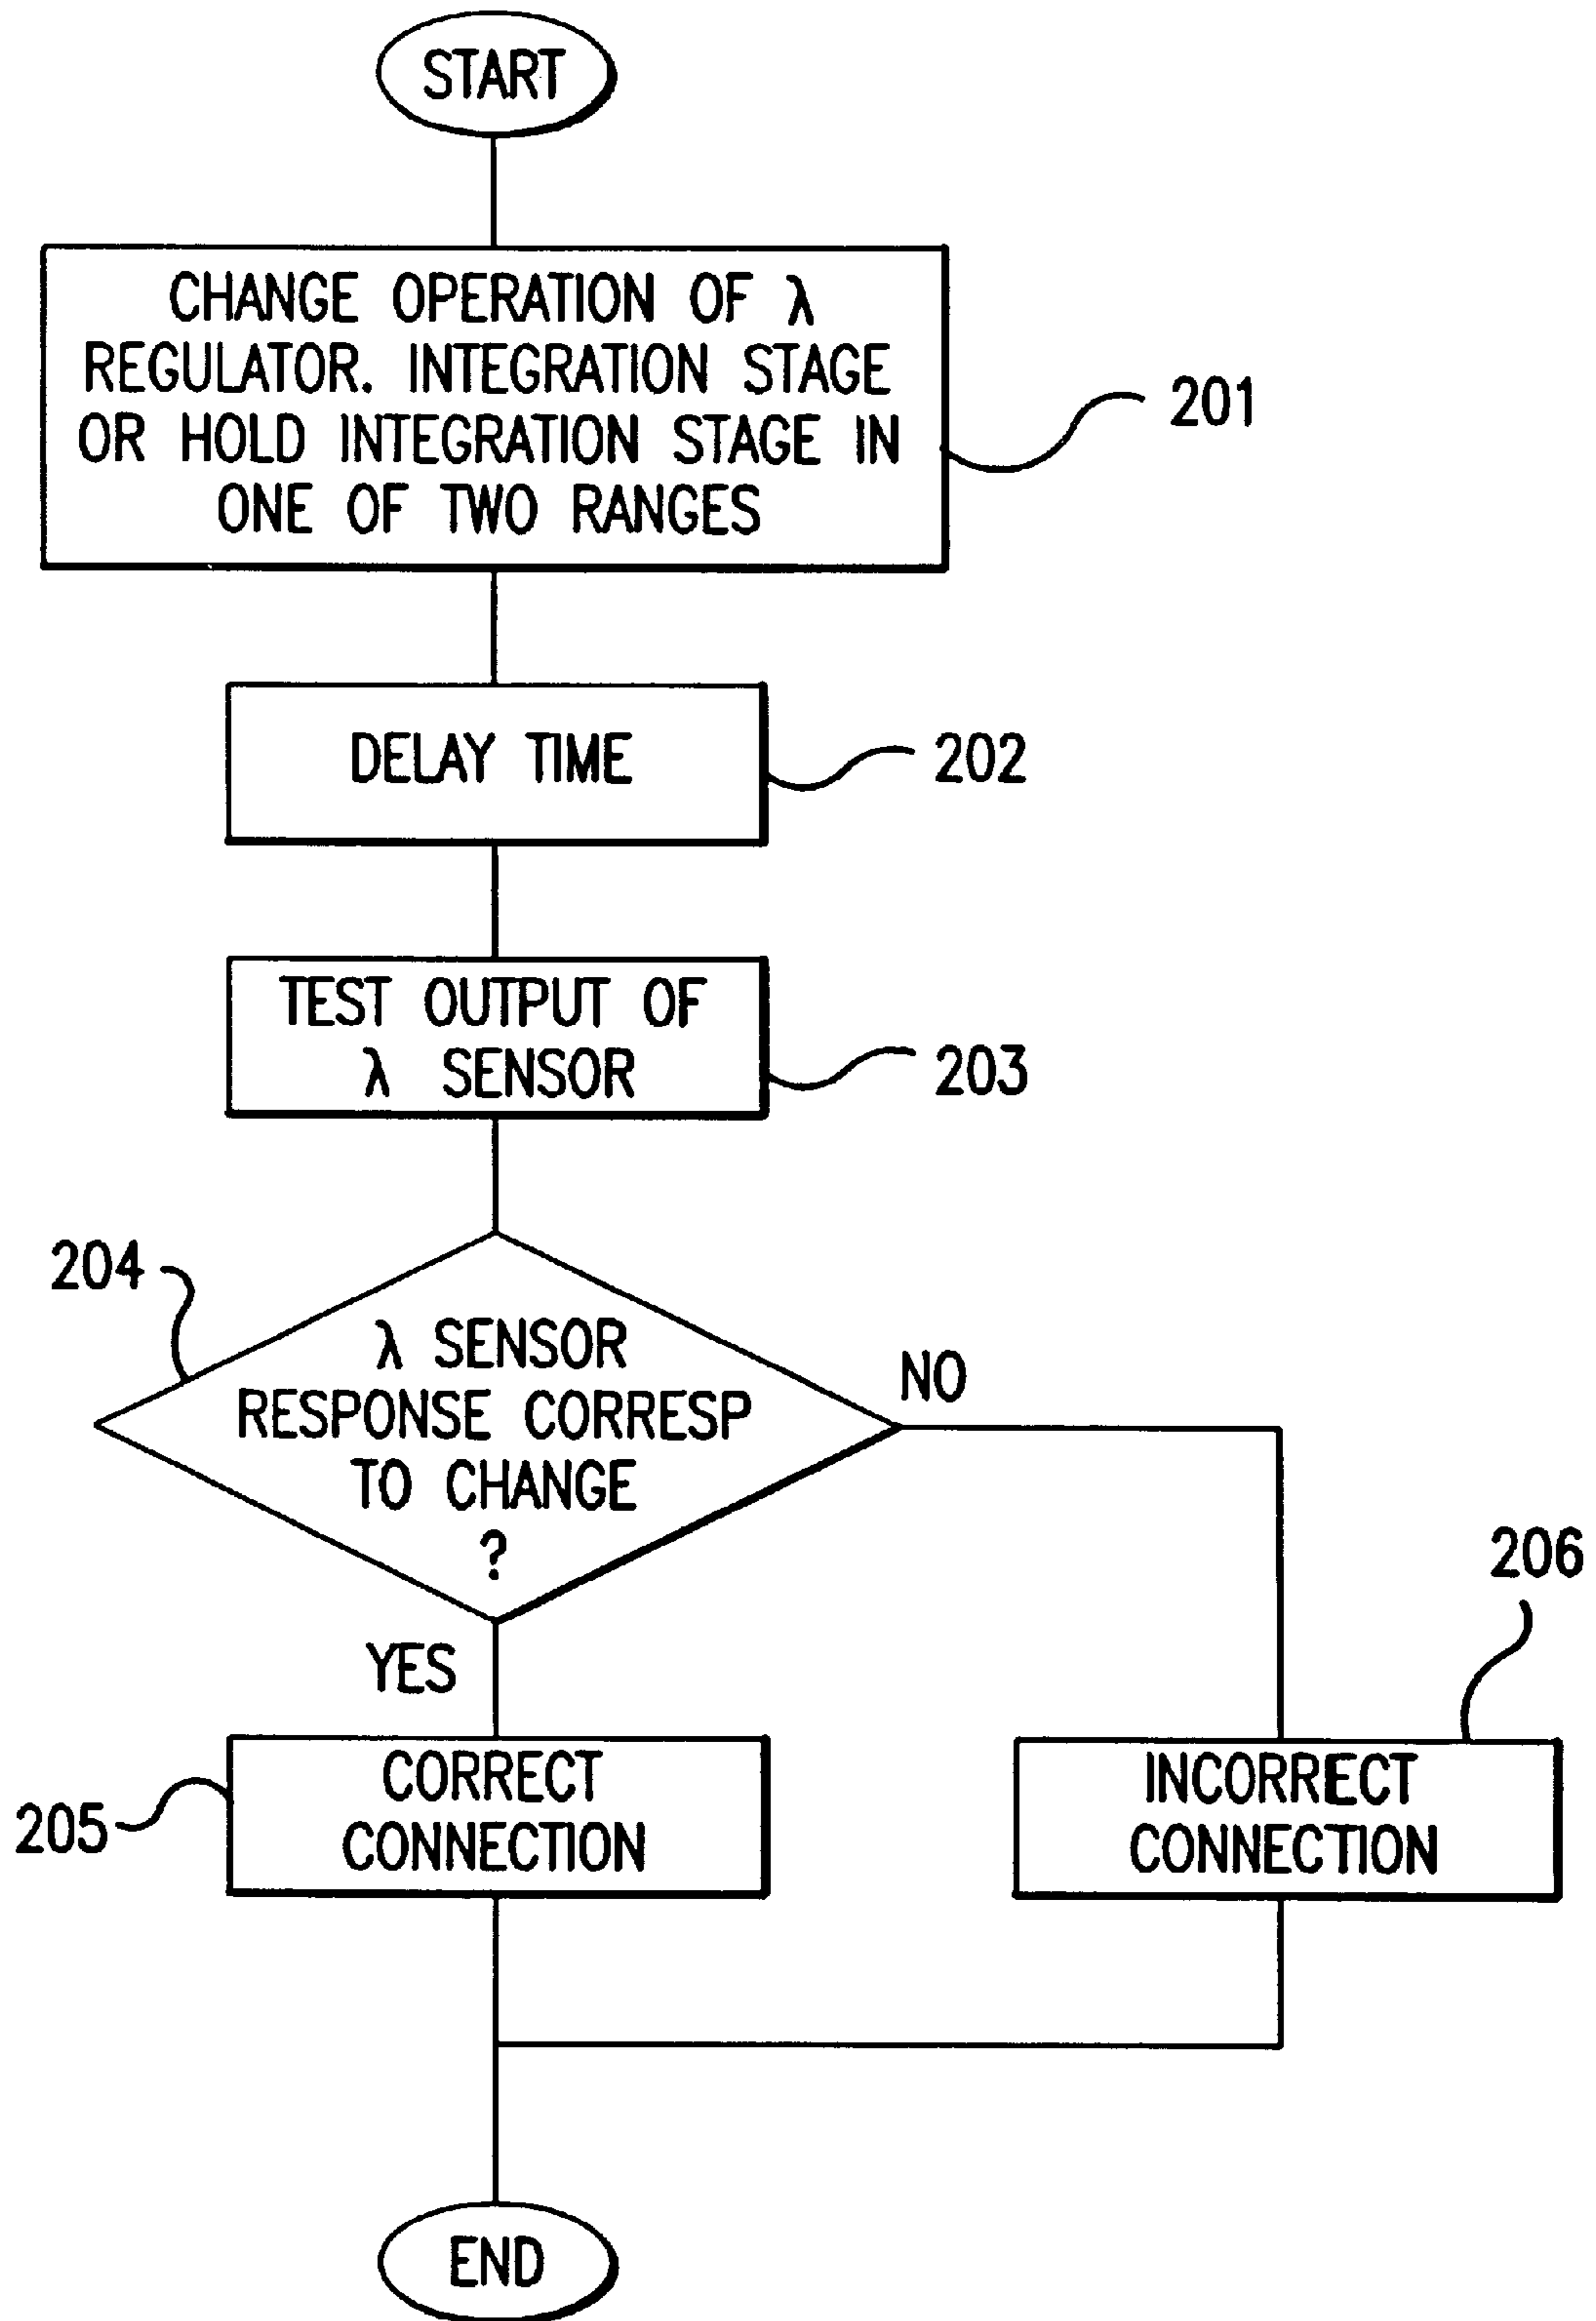 START
CHANGE OPERATION OF λ
REGULATOR. INTEGRATION STAGE
OR HOLD INTEGRATION STAGE IN
ONE OF TWO RANGES
201
DELAY TIME
202
TEST OUTPUT OF
λ SENSOR
203
204
λ SENSOR
RESPONSE CORRESP
TO CHANGE
?
NO
YES
206
CORRECT
CONNECTION
205
INCORRECT
CONNECTION
END